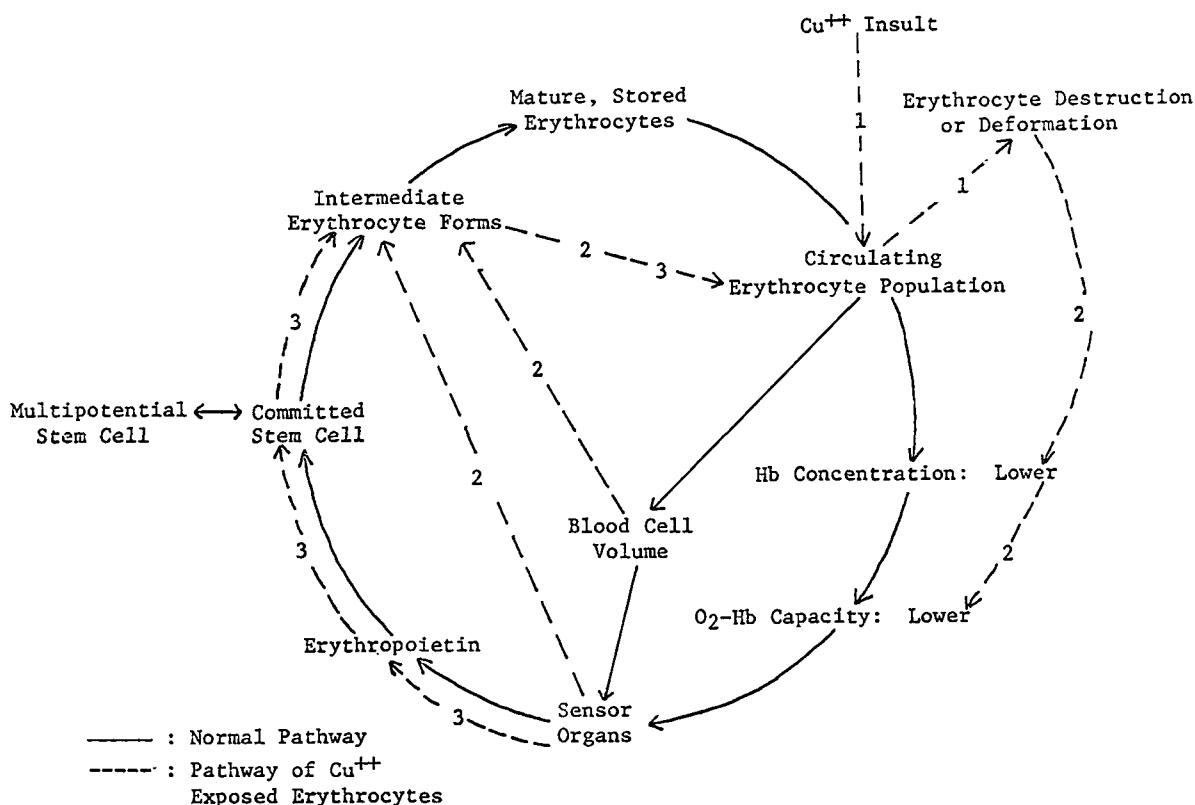 Cu++ Insult
Mature, Stored
Erythrocytes
Erythrocyte Destruction
or Deformation
1
1
Intermediate
Erythrocyte Forms
2
3
Circulating
Erythrocyte Population
3
2
2
Multipotential
Stem Cell
Committed
Stem Cell
2
Hb Concentration: Lower
Blood Cell
Volume
3
2
O2-Hb Capacity: Lower
Erythropoietin
3
Sensor
Organs
: Normal Pathway
: Pathway of Cu++
Exposed Erythrocytes